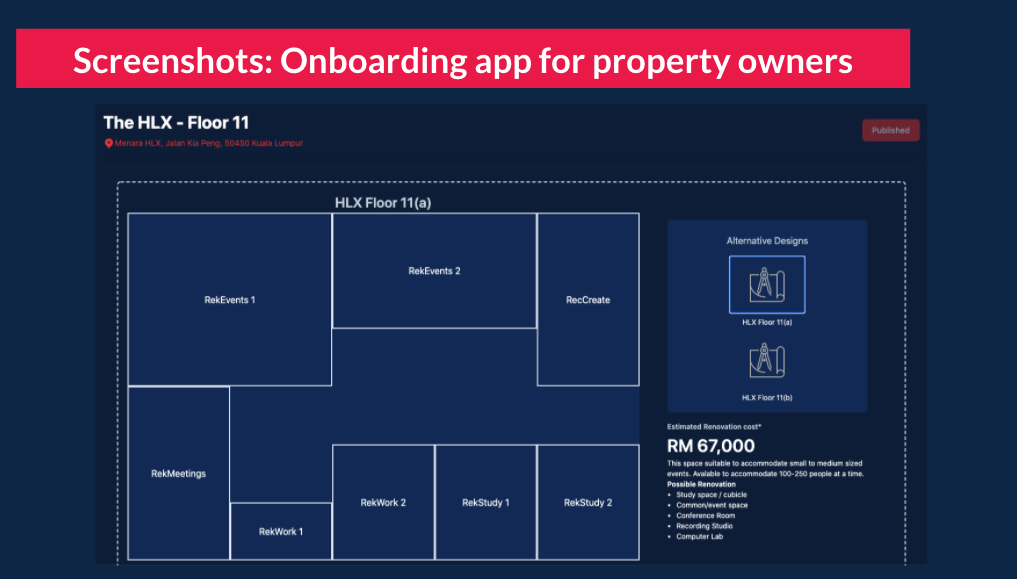 Screenshots: Onboarding app for property owners
The HLX - Floor 11
Menara HLX, Jalan Kia Peng, 50450 Kuala Lumpur
Published
HLX Floor 11(a)
RekEvents 1
RekEvents 2
RecCreate
RekMeetings
RekWork 1
RekWork 2
RekStudy 1
RekStudy 2
Alternative Designs
HLX Floor 11(a)
HLX Floor 11(b)
Estimated Renovation cost*
RM 67,000
This space suitable to accommodate small to medium sized
events. Avalable to accommodate 100-250 people at a time.
Possible Renovation
• Study space / cubicle
• Common/event space
• Conference Room
• Recording Studio
• Computer Lab